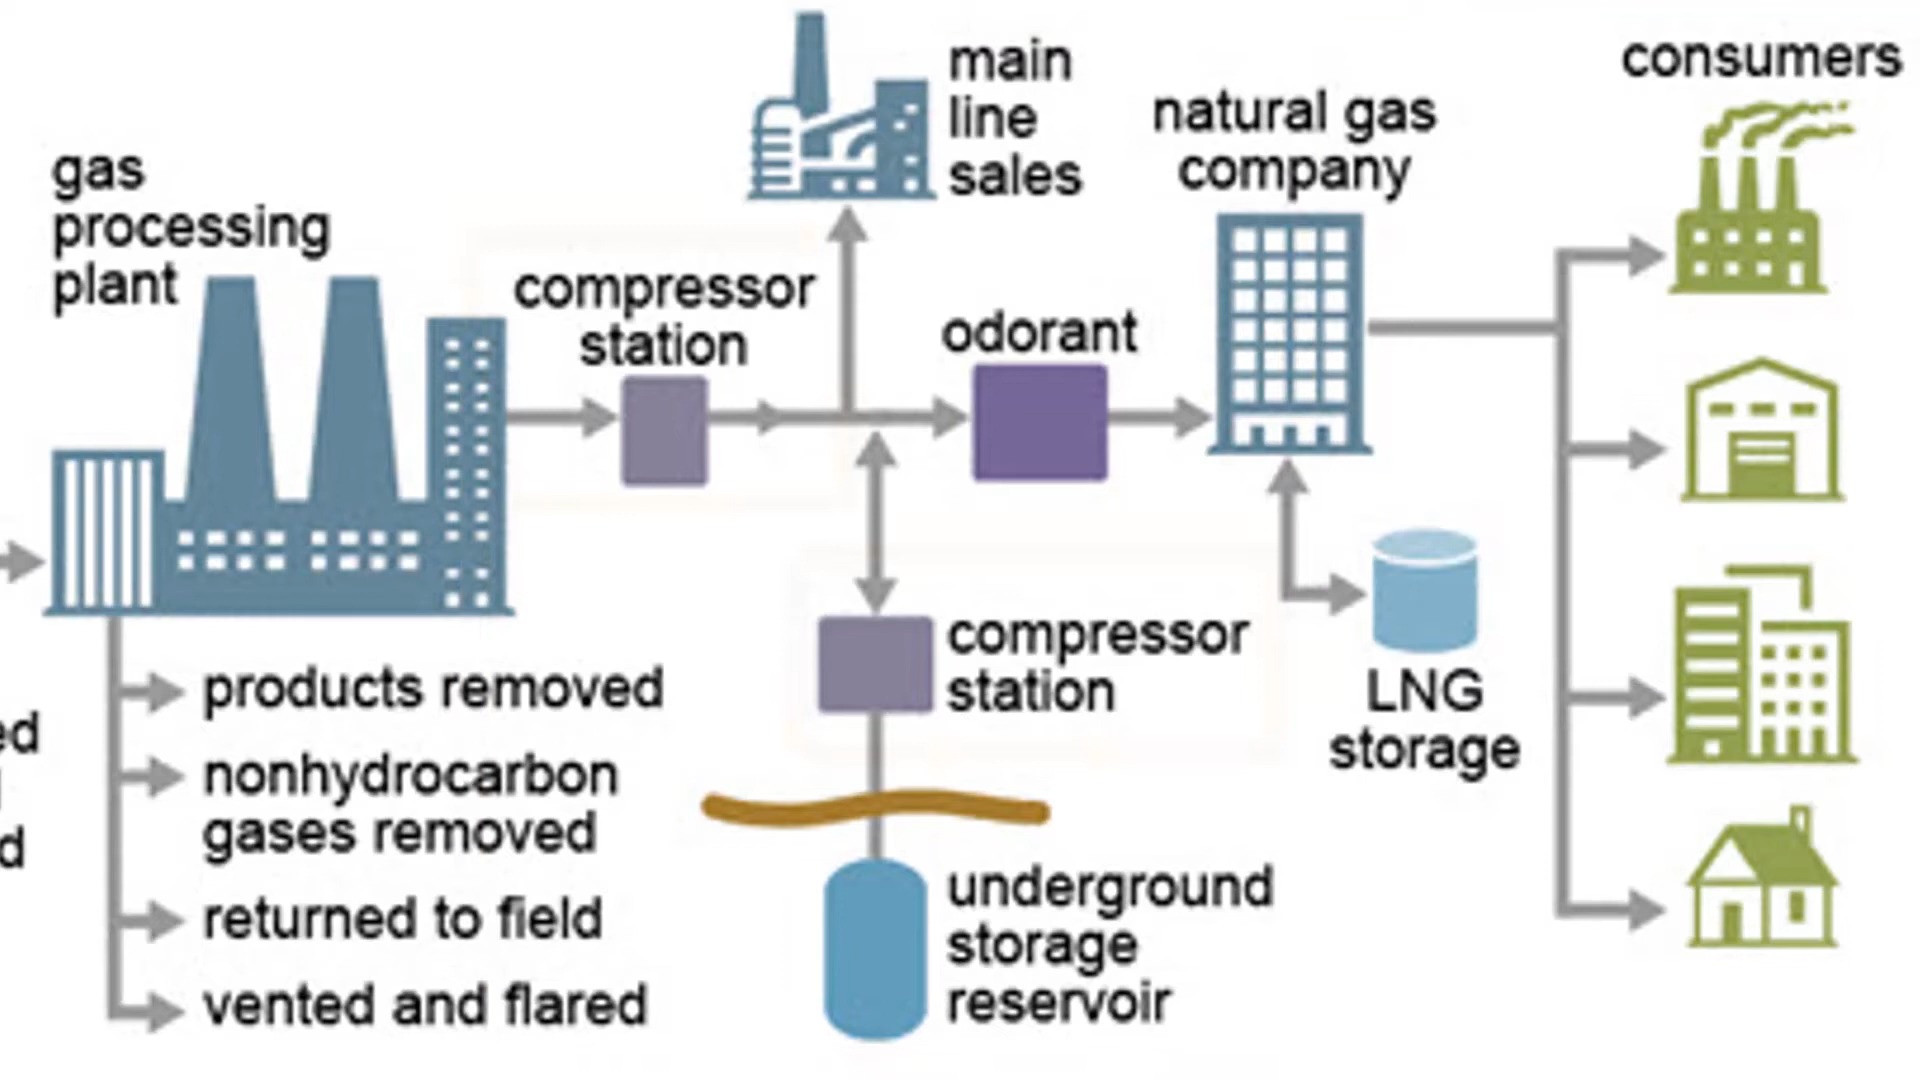 gas
processing
plant
compressor
station
main
line
sales
odorant
natural gas
company
consumers
compressor
station
LNG
storage
underground
storage
reservoir
products removed
nonhydrocarbon
gases removed
returned to field
vented and flared